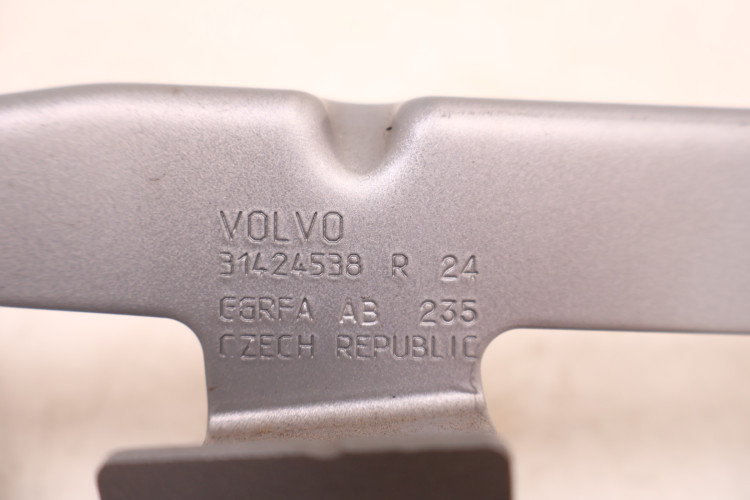 VOLVO
31424538 R 24
EGRFA AB 235
CZECH REPUBLIC